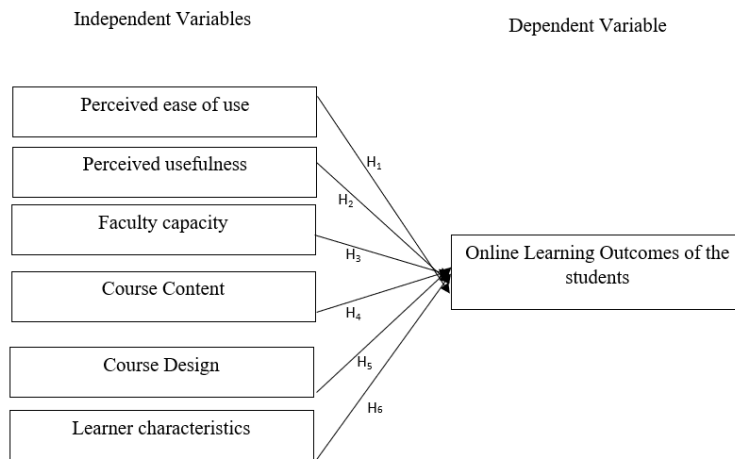 Independent Variables
Dependent Variable
Perceived ease of use
Perceived usefulness
Faculty capacity
Course Content
Course Design
Learner characteristics
H₁
H₂
H₃
H₄
H₅
H₆
Online Learning Outcomes of the
students